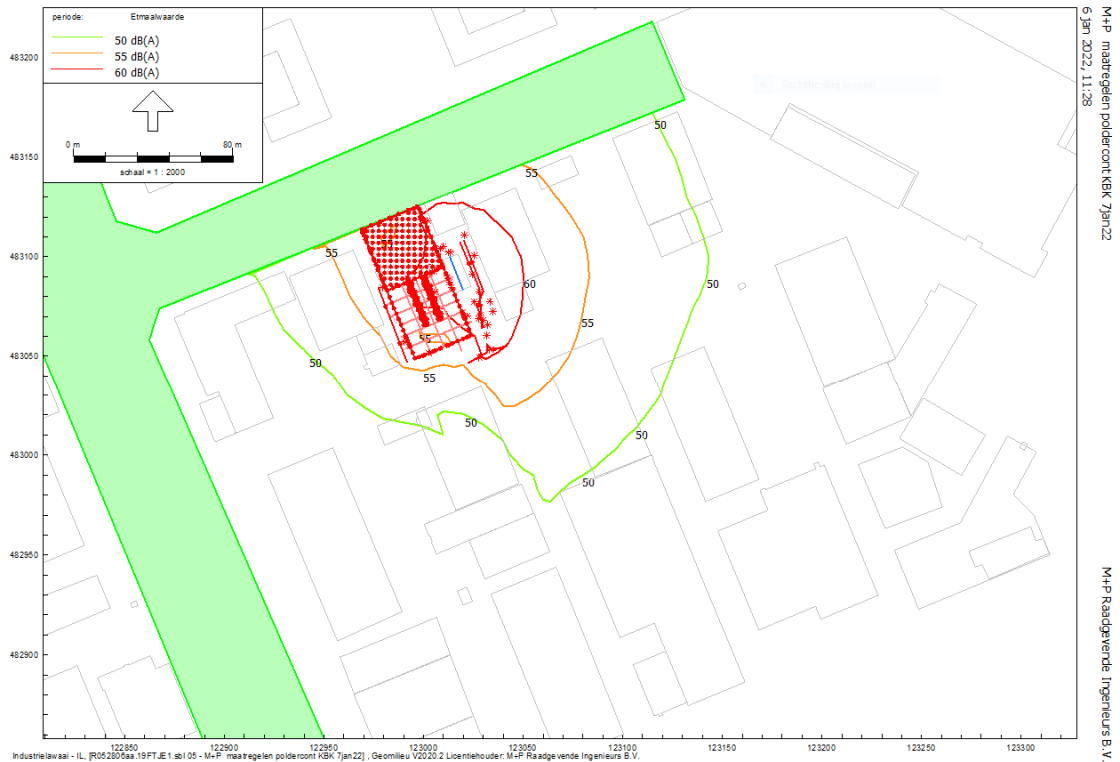 periode: Etmaalwaarde
50 dB(A)
55 dB(A)
60 dB(A)
0 m 80 m
schaal = 1 : 2000
M+P maatregelen poldercont KBK 7jan22
6 jan 2022, 11:28
M+P Raadgevende Ingenieurs B.V.
483200
483150
483100
483050
483000
482950
482900
50
55
55
55
60
50
55
55
50
55
50
50
50
122850 122900 122950 123000 123050 123100 123150 123200 123250 123300
Industrielawaai - IL, [R052806aa.19FTJE1.sbl 05 - M+P maatregelen poldercont KBK 7jan22] , Geomilieu V2020.2 Licentiehouder: M+P Raadgevende Ingenieurs B.V.